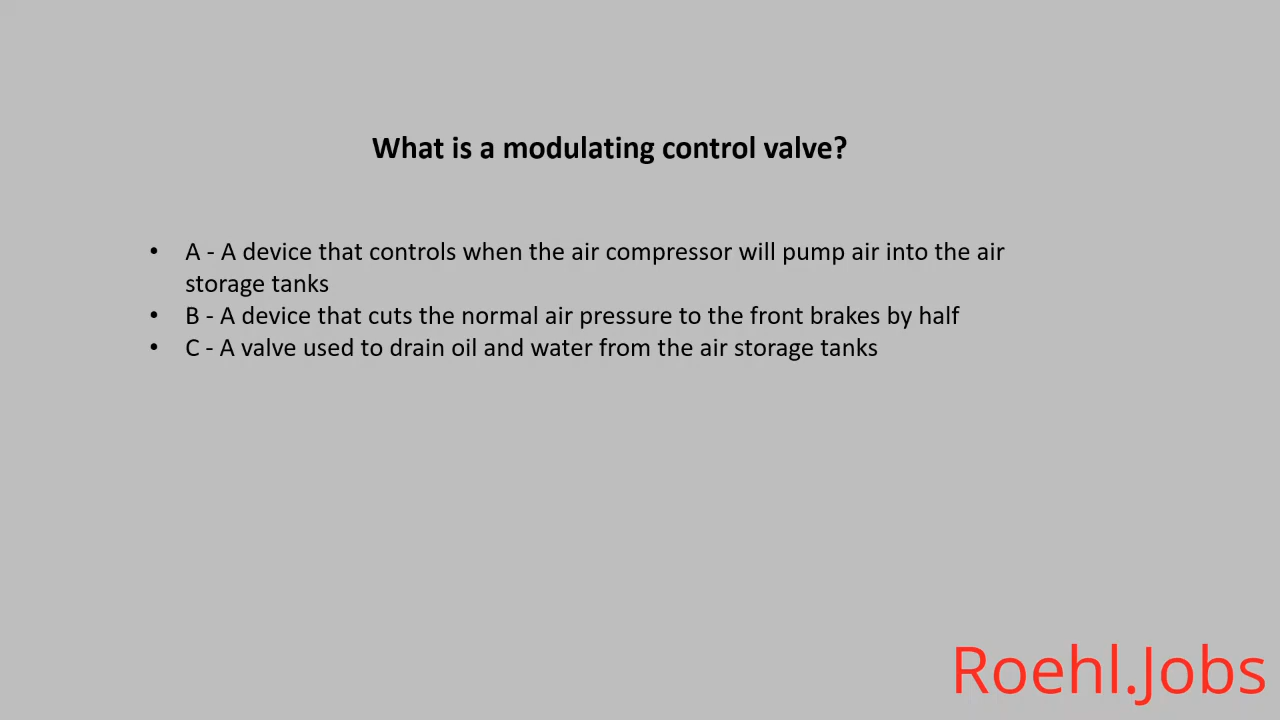 What is a modulating control valve?
• A - A device that controls when the air compressor will pump air into the air
storage tanks
• B - A device that cuts the normal air pressure to the front brakes by half
• C - A valve used to drain oil and water from the air storage tanks
Roehl.Jobs